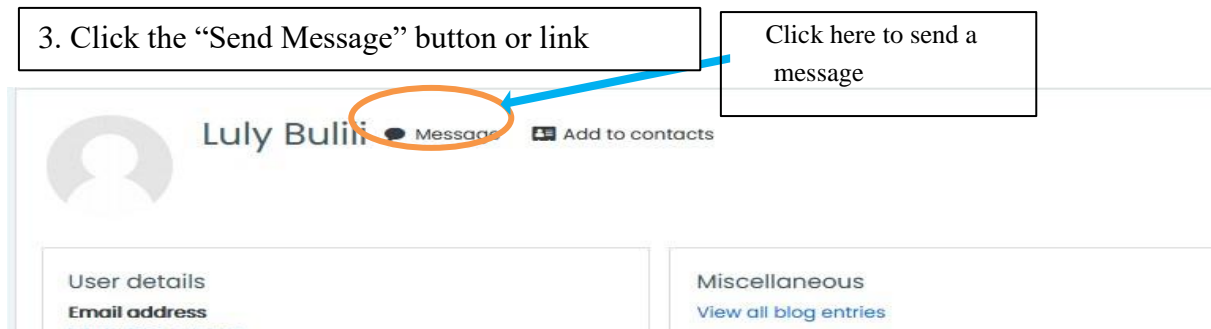 3. Click the “Send Message” button or link
Click here to send a
message
Luly Bulili Message Add to contacts
User details
Email address
Miscellaneous
View all blog entries